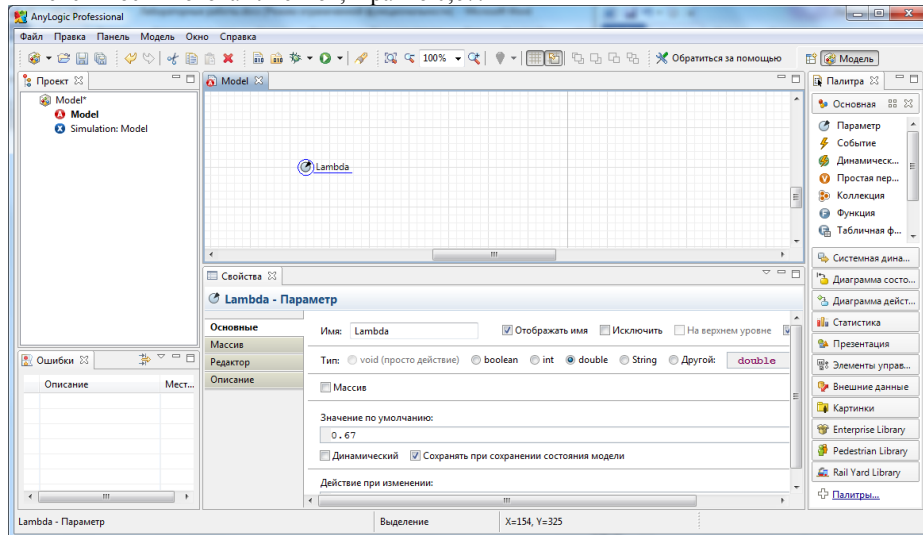 AnyLogic Professional
Файл Правка Панель Модель Окно Справка
100% Обратиться за помощью Модель
Проект
Model*
Model
Simulation: Model
Model
Lambda
Палитра
Основная
Параметр
Событие
Динамическ...
Простая пер...
Коллекция
Функция
Табличная ф...
Системная дина...
Диаграмма состо...
Диаграмма дейст...
Статистика
Презентация
Элементы управ...
Внешние данные
Картинки
Enterprise Library
Pedestrian Library
Rail Yard Library
Палитры...
Свойства
Lambda - Параметр
Основные
Массив
Редактор
Описание
Имя: Lambda Отображать имя Исключить На верхнем уровне
Тип: void (просто действие) boolean int double String Другой: double
Массив
Значение по умолчанию:
0.67
Динамический Сохранять при сохранении состояния модели
Действие при изменении:
Ошибки
Описание Мест...
Lambda - Параметр Выделение X=154, Y=325